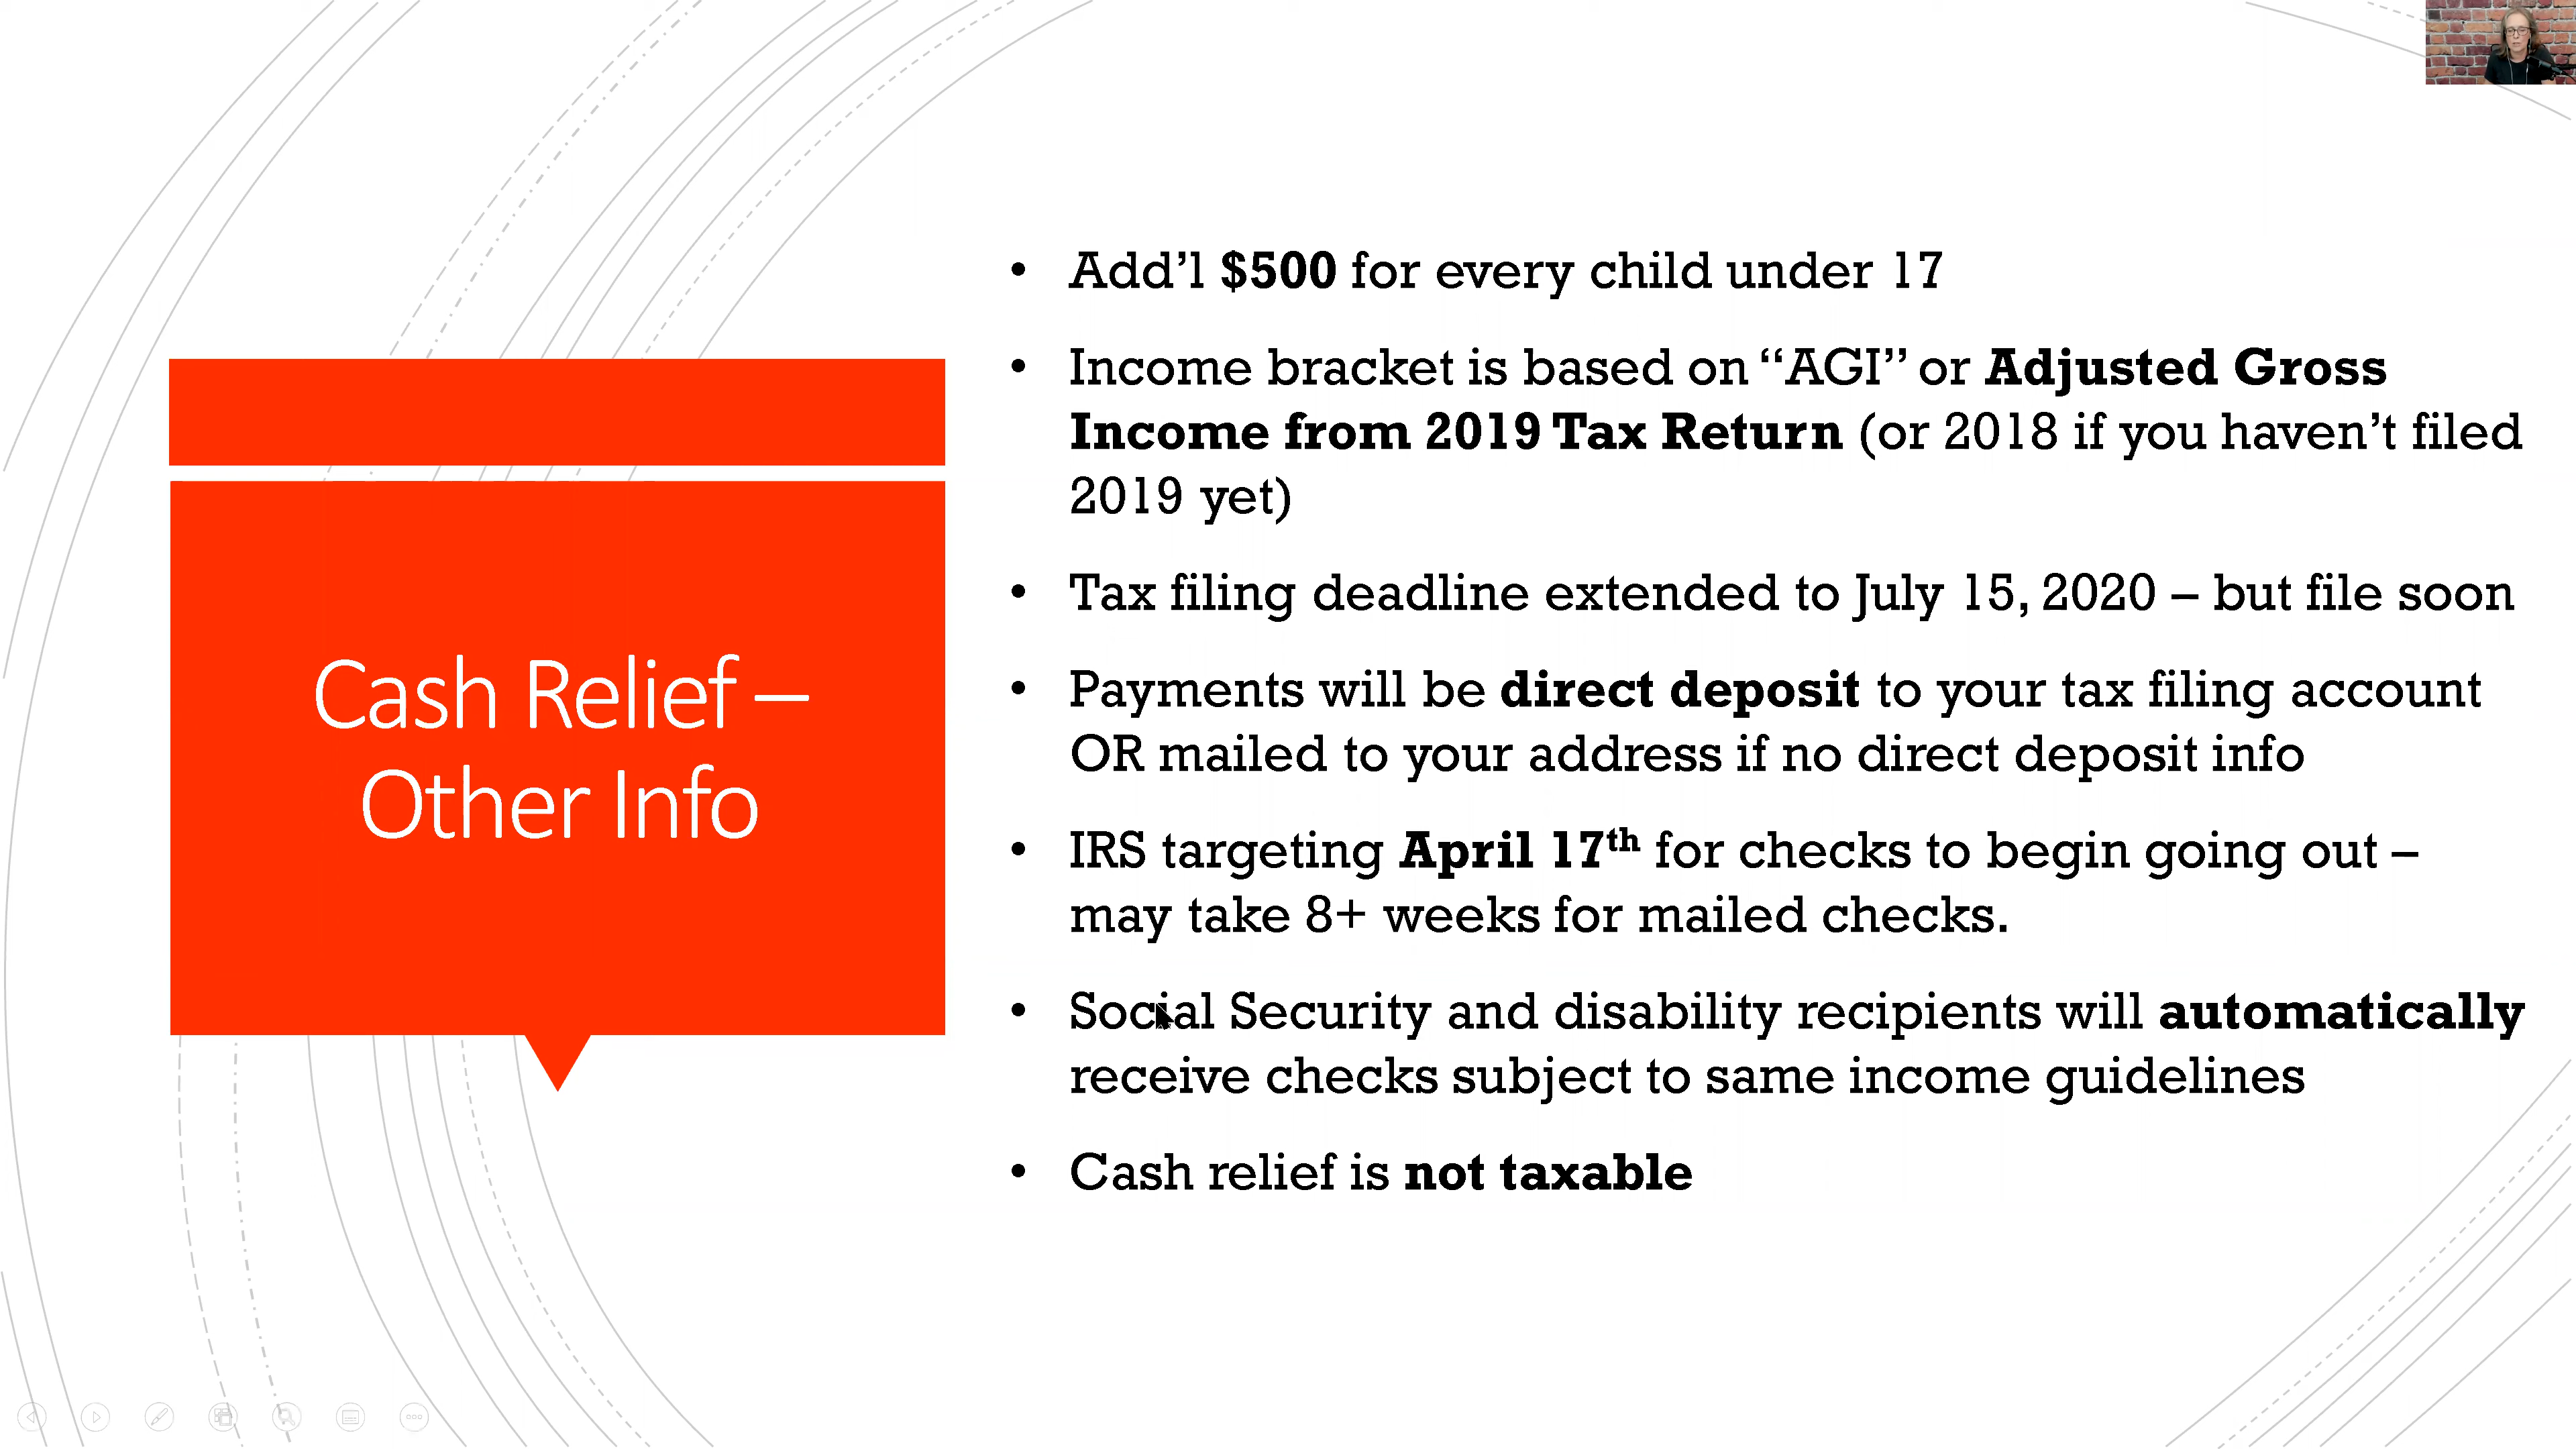 Cash Relief –
Other Info
• Add’l $500 for every child under 17
• Income bracket is based on “AGI” or Adjusted Gross
Income from 2019 Tax Return (or 2018 if you haven’t filed
2019 yet)
• Tax filing deadline extended to July 15, 2020 – but file soon
• Payments will be direct deposit to your tax filing account
OR mailed to your address if no direct deposit info
• IRS targeting April 17th for checks to begin going out –
may take 8+ weeks for mailed checks.
• Social Security and disability recipients will automatically
receive checks subject to same income guidelines
• Cash relief is not taxable